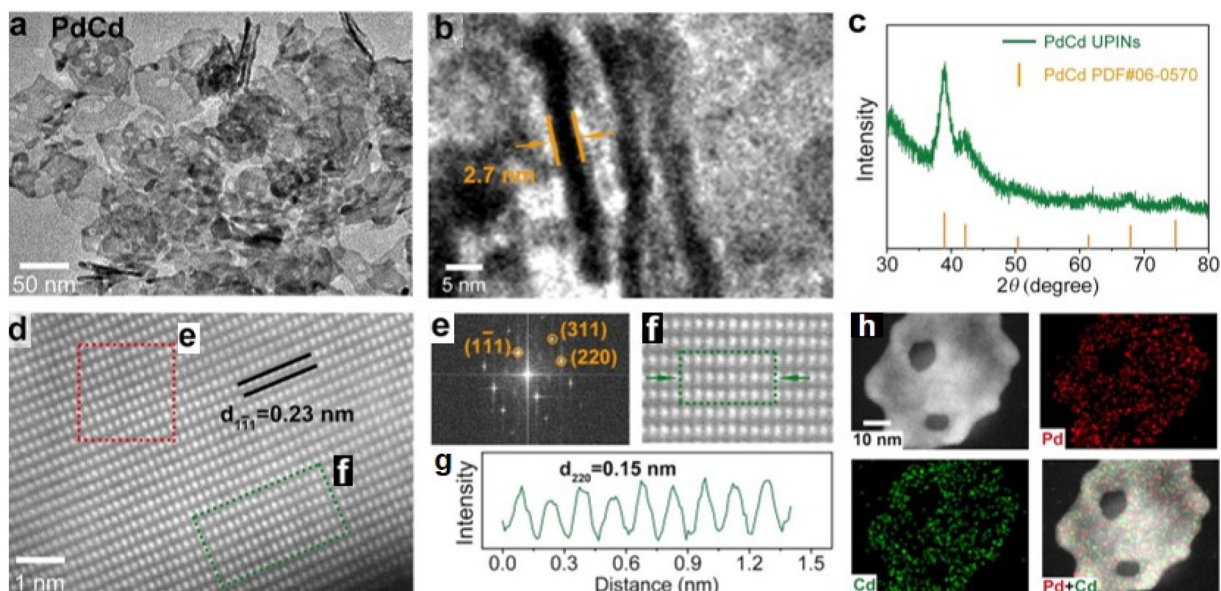 a PdCd
50 nm
b
2.7 nm
5 nm
c
PdCd UPINs
PdCd PDF#06-0570
Intensity
30 40 50 60 70 80
2θ (degree)
d
e
d1̄1̄1=0.23 nm
f
1 nm
e
(11̄1)
(311)
(220)
f
g
d220=0.15 nm
Intensity
0.0 0.3 0.6 0.9 1.2 1.5
Distance (nm)
h
10 nm
Pd
Cd
Pd+Cd